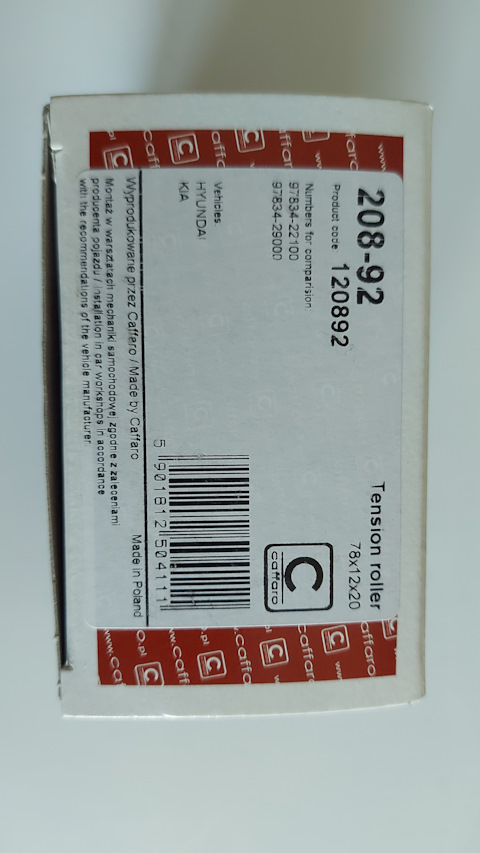 208-92
Tension roller
Product code 120892
78x12x20
Numbers for comparision:
97834-22100
97834-29000
C
caffaro
Vehicles
HYUNDAI
KIA
5 901812 504111
Wyprodukowane przez Caffaro / Made by Caffaro
Made in Poland
Montaż w warsztatach mechaniki samochodowej zgodnie z zaleceniami
producenta pojazdu / Installation in car workshops in accordance
with the recommendations of the vehicle manufacturer